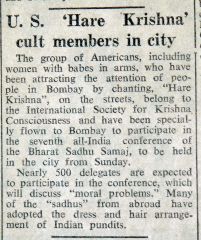 U. S. 'Hare Krishna'
cult members in city
The group of Americans, including
women with babes in arms, who
have been attracting the attention of peo-
ple in Bombay by chanting, "Hare
Krishna", on the streets, belong to
the International Society for Krishna
Consciousness and have been special-
ly flown to Bombay to participate in
the seventh all-India conference of
the Bharat Sadhu Samaj, to be held
in the city from Sunday.
Nearly 500 delegates are expected
to participate in the conference, which
will discuss "moral problems." Many
of the "sadhus" from abroad have
adopted the dress and hair arrange-
ment of Indian pundits.